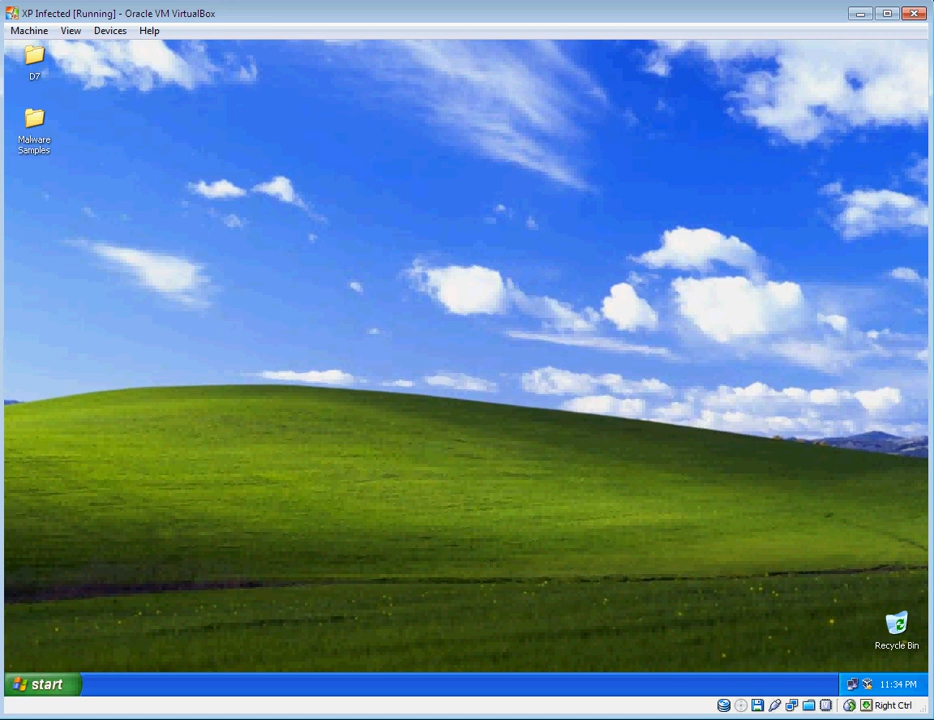 XP Infected [Running] - Oracle VM VirtualBox
Machine View Devices Help
D7
Malware
Samples
Recycle Bin
start
11:34 PM
Right Ctrl